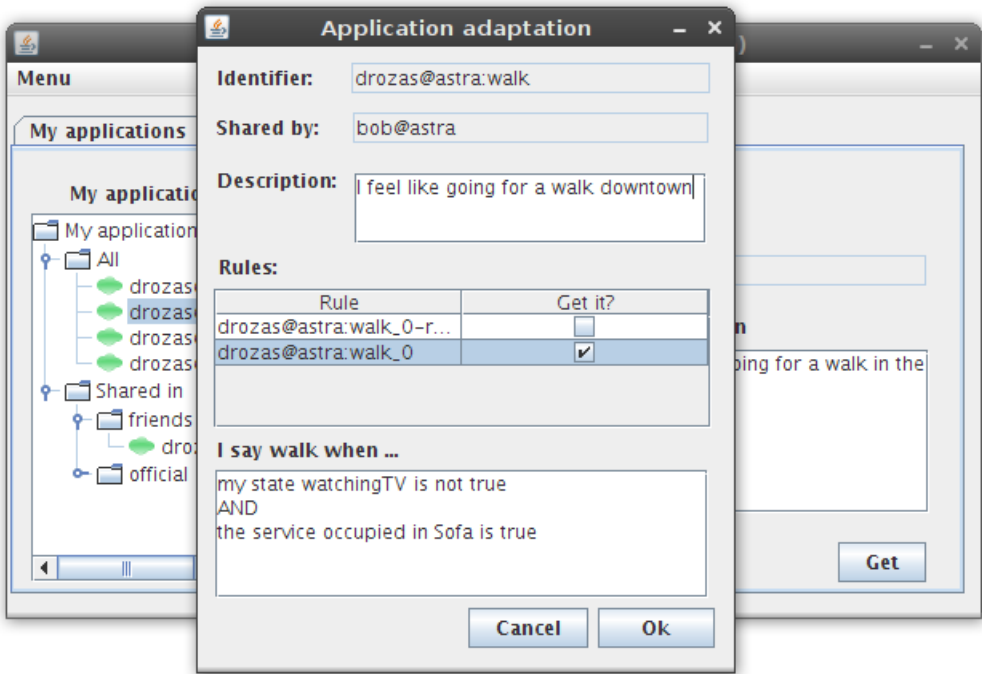 Application adaptation
)
Menu
My applications
My applicatio
My application
All
drozas
drozas
drozas
drozas
Shared in
friends
droz
official
Identifier:
drozas@astra:walk
Shared by:
bob@astra
Description:
I feel like going for a walk downtown
Rules:
Rule Get it?
drozas@astra:walk_0-r...
drozas@astra:walk_0
I say walk when ...
my state watchingTV is not true
AND
the service occupied in Sofa is true
Cancel Ok
n
oing for a walk in the
Get